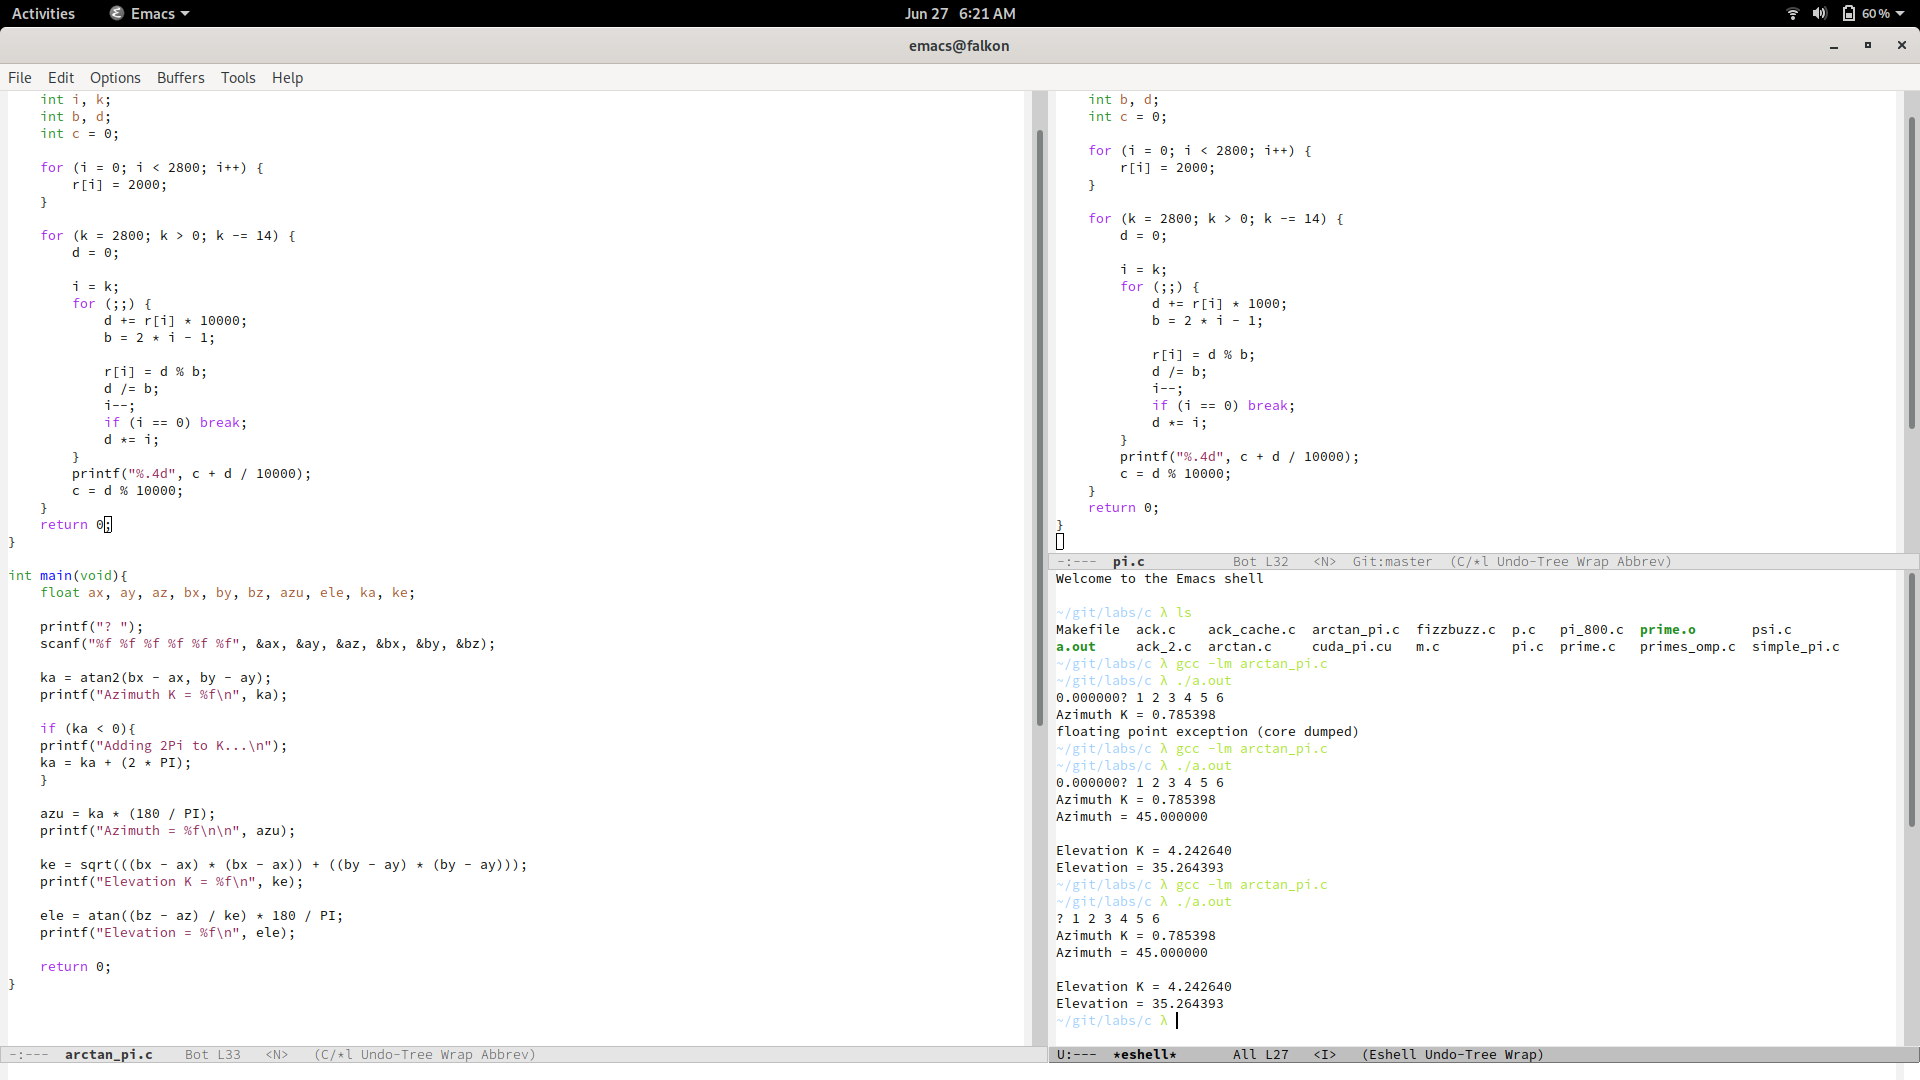 Activities Emacs Jun 27 6:21 AM 60 %
emacs@falkon
File Edit Options Buffers Tools Help
    int i, k;
    int b, d;
    int c = 0;

    for (i = 0; i < 2800; i++) {
        r[i] = 2000;
    }

    for (k = 2800; k > 0; k -= 14) {
        d = 0;

        i = k;
        for (;;) {
            d += r[i] * 10000;
            b = 2 * i - 1;

            r[i] = d % b;
            d /= b;
            i--;
            if (i == 0) break;
            d *= i;
        }
        printf("%.4d", c + d / 10000);
        c = d % 10000;
    }
    return 0;
}

int main(void){
    float ax, ay, az, bx, by, bz, azu, ele, ka, ke;

    printf("? ");
    scanf("%f %f %f %f %f %f", &ax, &ay, &az, &bx, &by, &bz);

    ka = atan2(bx - ax, by - ay);
    printf("Azimuth K = %f\n", ka);

    if (ka < 0){
    printf("Adding 2Pi to K...\n");
    ka = ka + (2 * PI);
    }

    azu = ka * (180 / PI);
    printf("Azimuth = %f\n\n", azu);

    ke = sqrt(((bx - ax) * (bx - ax)) + ((by - ay) * (by - ay)));
    printf("Elevation K = %f\n", ke);

    ele = atan((bz - az) / ke) * 180 / PI;
    printf("Elevation = %f\n", ele);

    return 0;
}
-:--- arctan_pi.c Bot L33 <N> (C/*l Undo-Tree Wrap Abbrev)
    int b, d;
    int c = 0;

    for (i = 0; i < 2800; i++) {
        r[i] = 2000;
    }

    for (k = 2800; k > 0; k -= 14) {
        d = 0;

        i = k;
        for (;;) {
            d += r[i] * 1000;
            b = 2 * i - 1;

            r[i] = d % b;
            d /= b;
            i--;
            if (i == 0) break;
            d *= i;
        }
        printf("%.4d", c + d / 10000);
        c = d % 10000;
    }
    return 0;
}
-:--- pi.c Bot L32 <N> Git:master (C/*l Undo-Tree Wrap Abbrev)
Welcome to the Emacs shell

~/git/labs/c λ ls
Makefile ack.c ack_cache.c arctan_pi.c fizzbuzz.c p.c pi_800.c prime.o psi.c
a.out ack_2.c arctan.c cuda_pi.cu m.c pi.c prime.c primes_omp.c simple_pi.c
~/git/labs/c λ gcc -lm arctan_pi.c
~/git/labs/c λ ./a.out
0.000000? 1 2 3 4 5 6
Azimuth K = 0.785398
floating point exception (core dumped)
~/git/labs/c λ gcc -lm arctan_pi.c
~/git/labs/c λ ./a.out
0.000000? 1 2 3 4 5 6
Azimuth K = 0.785398
Azimuth = 45.000000

Elevation K = 4.242640
Elevation = 35.264393
~/git/labs/c λ gcc -lm arctan_pi.c
~/git/labs/c λ ./a.out
? 1 2 3 4 5 6
Azimuth K = 0.785398
Azimuth = 45.000000

Elevation K = 4.242640
Elevation = 35.264393
~/git/labs/c λ
U:--- *eshell* All L27 <I> (Eshell Undo-Tree Wrap)